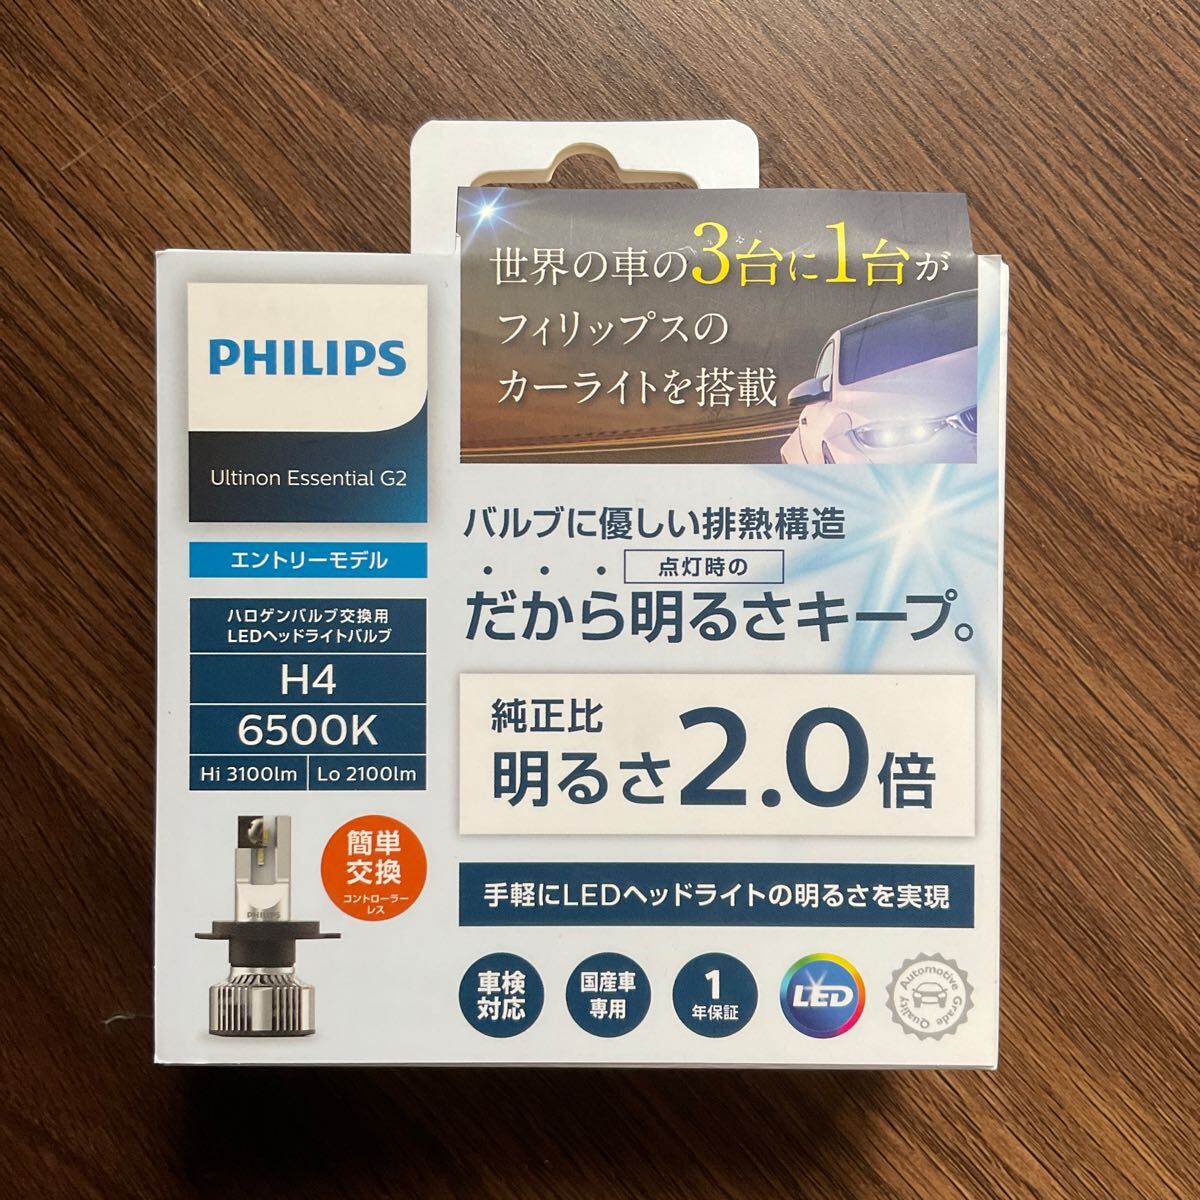 世界の車の3台に1台が
フィリップスの
カーライトを搭載
PHILIPS
Ultinon Essential G2
エントリーモデル
ハロゲンバルブ交換用
LEDヘッドライトバルブ
H4
6500K
Hi 3100lm
Lo 2100lm
PHILIPS
簡単
交換
コントローラー
レス
バルブに優しい排熱構造
点灯時の
だから明るさキープ。
純正比
明るさ2.0倍
手軽にLEDヘッドライトの明るさを実現
車検
対応
国産車
専用
1
年保証
LED
Automotive Grade Quality